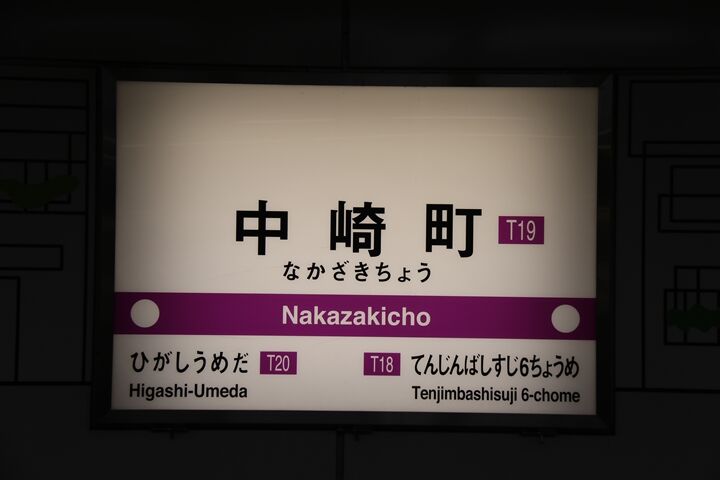 中崎町 T19
なかざきちょう
Nakazakicho
ひがしうめだ T20
Higashi-Umeda
T18 てんじんばしすじ6ちょうめ
Tenjimbashisuji 6-chome